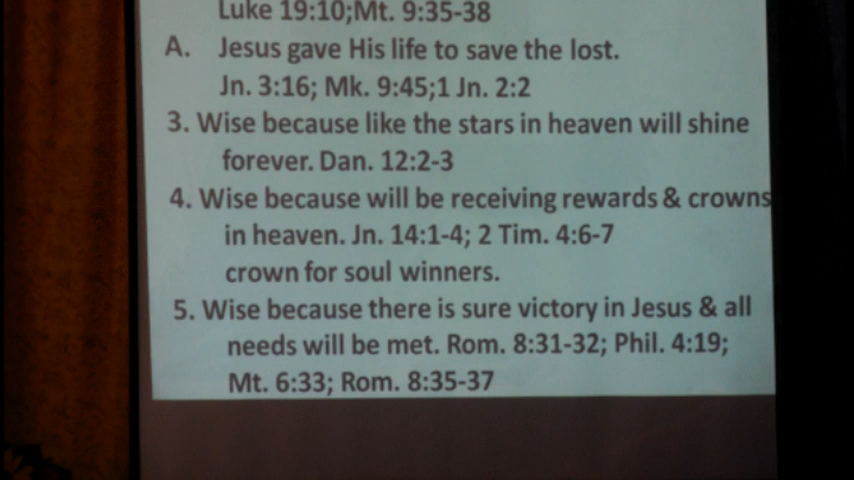 Luke 19:10;Mt. 9:35-38
A. Jesus gave His life to save the lost.
Jn. 3:16; Mk. 9:45;1 Jn. 2:2
3. Wise because like the stars in heaven will shine
forever. Dan. 12:2-3
4. Wise because will be receiving rewards & crowns
in heaven. Jn. 14:1-4; 2 Tim. 4:6-7
crown for soul winners.
5. Wise because there is sure victory in Jesus & all
needs will be met. Rom. 8:31-32; Phil. 4:19;
Mt. 6:33; Rom. 8:35-37